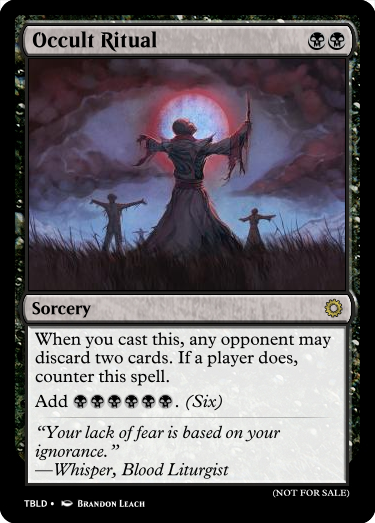 Occult Ritual
Sorcery
When you cast this, any opponent may
discard two cards. If a player does,
counter this spell.
Add . (Six)
“Your lack of fear is based on your
ignorance.”
—Whisper, Blood Liturgist
TBLD • Brandon Leach
(NOT FOR SALE)